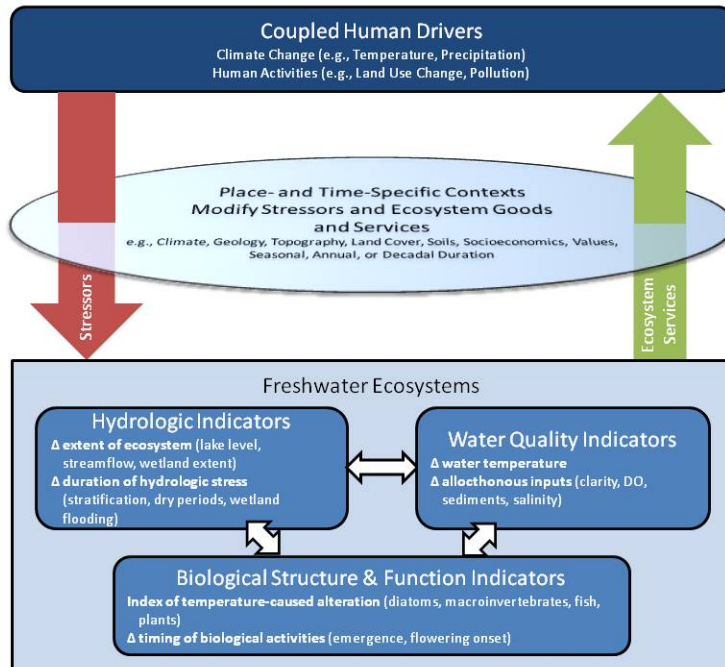 Coupled Human Drivers
Climate Change (e.g., Temperature, Precipitation)
Human Activities (e.g., Land Use Change, Pollution)
Place- and Time-Specific Contexts
Modify Stressors and Ecosystem Goods
and Services
e.g., Climate, Geology, Topography, Land Cover, Soils, Socioeconomics, Values,
Seasonal, Annual, or Decadal Duration
Stressors
Ecosystem
Services
Freshwater Ecosystems
Hydrologic Indicators
Δ extent of ecosystem (lake level,
streamflow, wetland extent)
Δ duration of hydrologic stress
(stratification, dry periods, wetland
flooding)
Water Quality Indicators
Δ water temperature
Δ allocthonous inputs (clarity, DO,
sediments, salinity)
Biological Structure & Function Indicators
Index of temperature-caused alteration (diatoms, macroinvertebrates, fish,
plants)
Δ timing of biological activities (emergence, flowering onset)